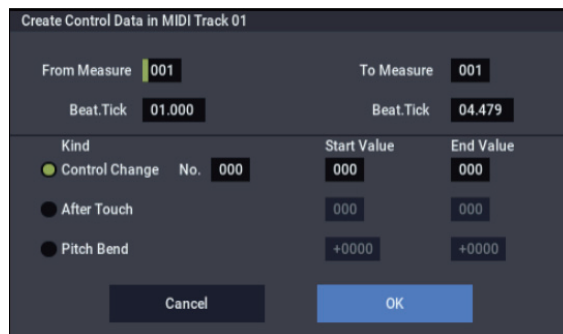 Create Control Data in MIDI Track 01
From Measure 001 To Measure 001
Beat.Tick 01.000 Beat.Tick 04.479
Kind Start Value End Value
Control Change No. 000 000 000
After Touch 000 000
Pitch Bend +0000 +0000
Cancel OK